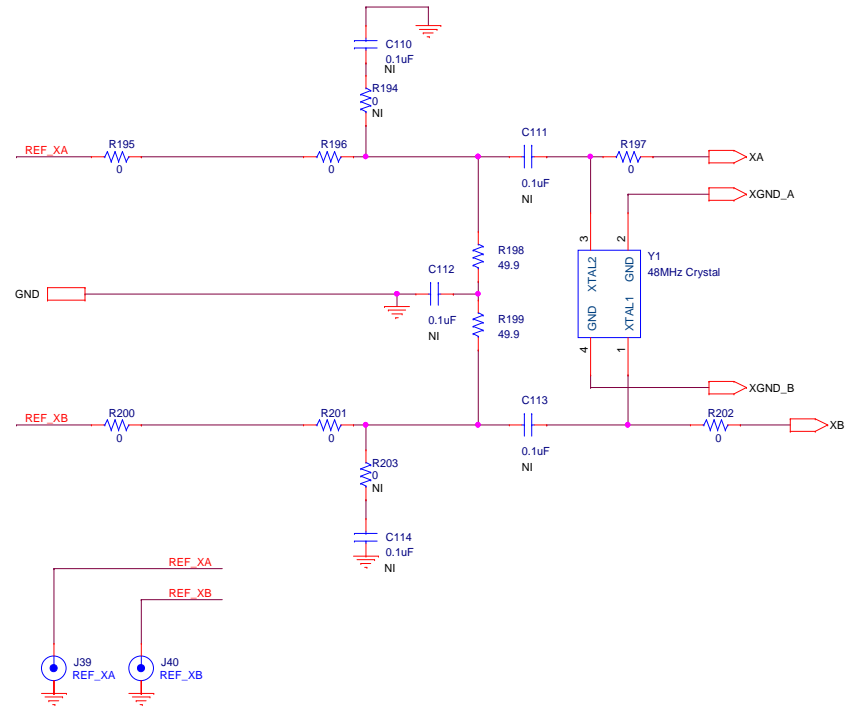 C110
0.1uF
NI
R194
0
NI
REF_XA
R195
0
R196
0
C111
0.1uF
NI
R197
0
XA
XGND_A
3
2
XTAL2
GND
GND
XTAL1
4
1
Y1
48MHz Crystal
R198
49.9
GND
C112
0.1uF
NI
R199
49.9
XGND_B
REF_XB
R200
0
R201
0
C113
0.1uF
NI
R202
0
XB
R203
0
NI
C114
0.1uF
NI
REF_XA
REF_XB
J39
REF_XA
J40
REF_XB